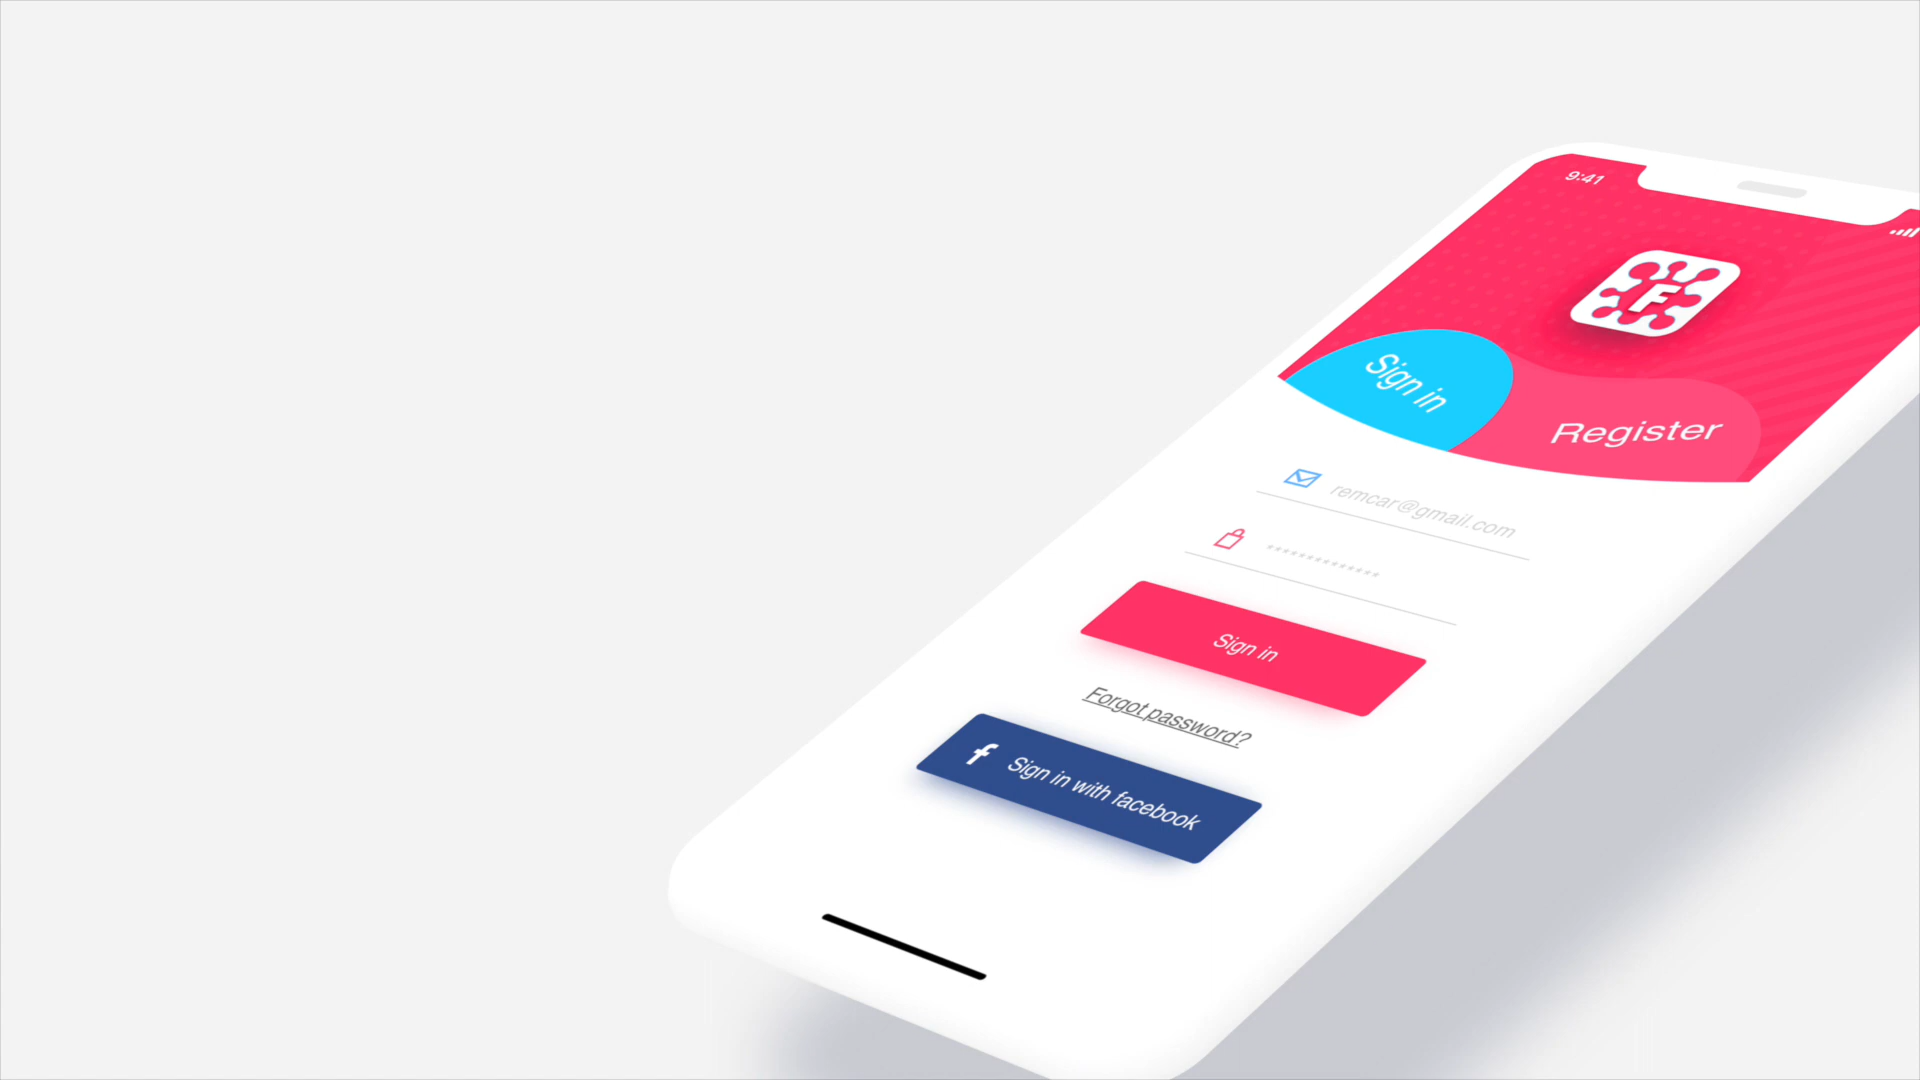 9:41
F
Sign in
Register
remcar@gmail.com
Sign in
Forgot password?
f Sign in with facebook